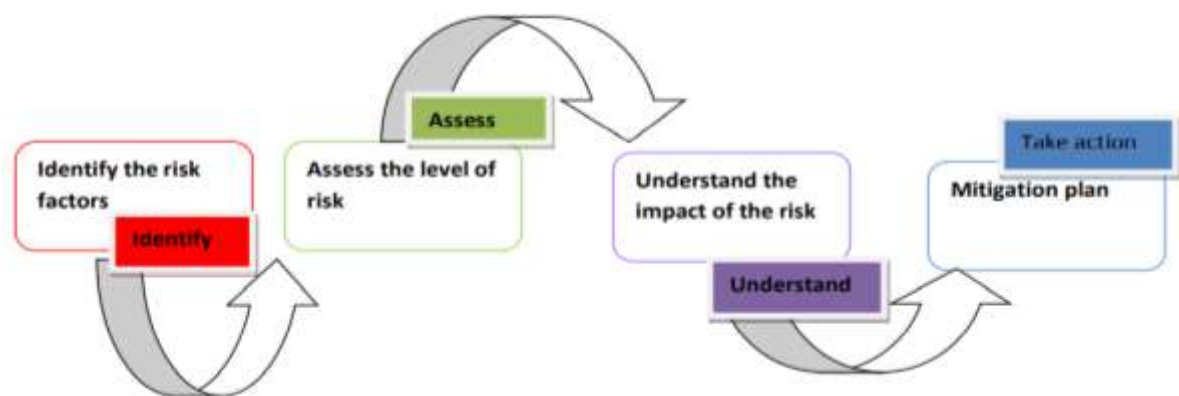 Identify the risk
factors
Identify
Assess
Assess the level of
risk
Understand the
impact of the risk
Understand
Take action
Mitigation plan